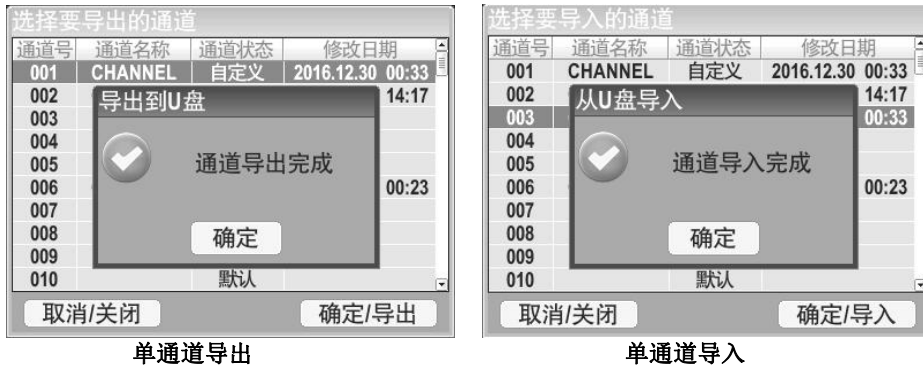 选择要导出的通道
通道号 通道名称 通道状态 修改日期
001 CHANNEL 自定义 2016.12.30 00:33
002 14:17
003
004
005
006 00:23
007
008
009
010 默认
导出到U盘
通道导出完成
确定
取消/关闭 确定/导出
单通道导出
选择要导入的通道
通道号 通道名称 通道状态 修改日期
001 CHANNEL 自定义 2016.12.30 00:33
002 14:17
003 00:33
004
005
006 00:23
007
008
009
010 默认
从U盘导入
通道导入完成
确定
取消/关闭 确定/导入
单通道导入